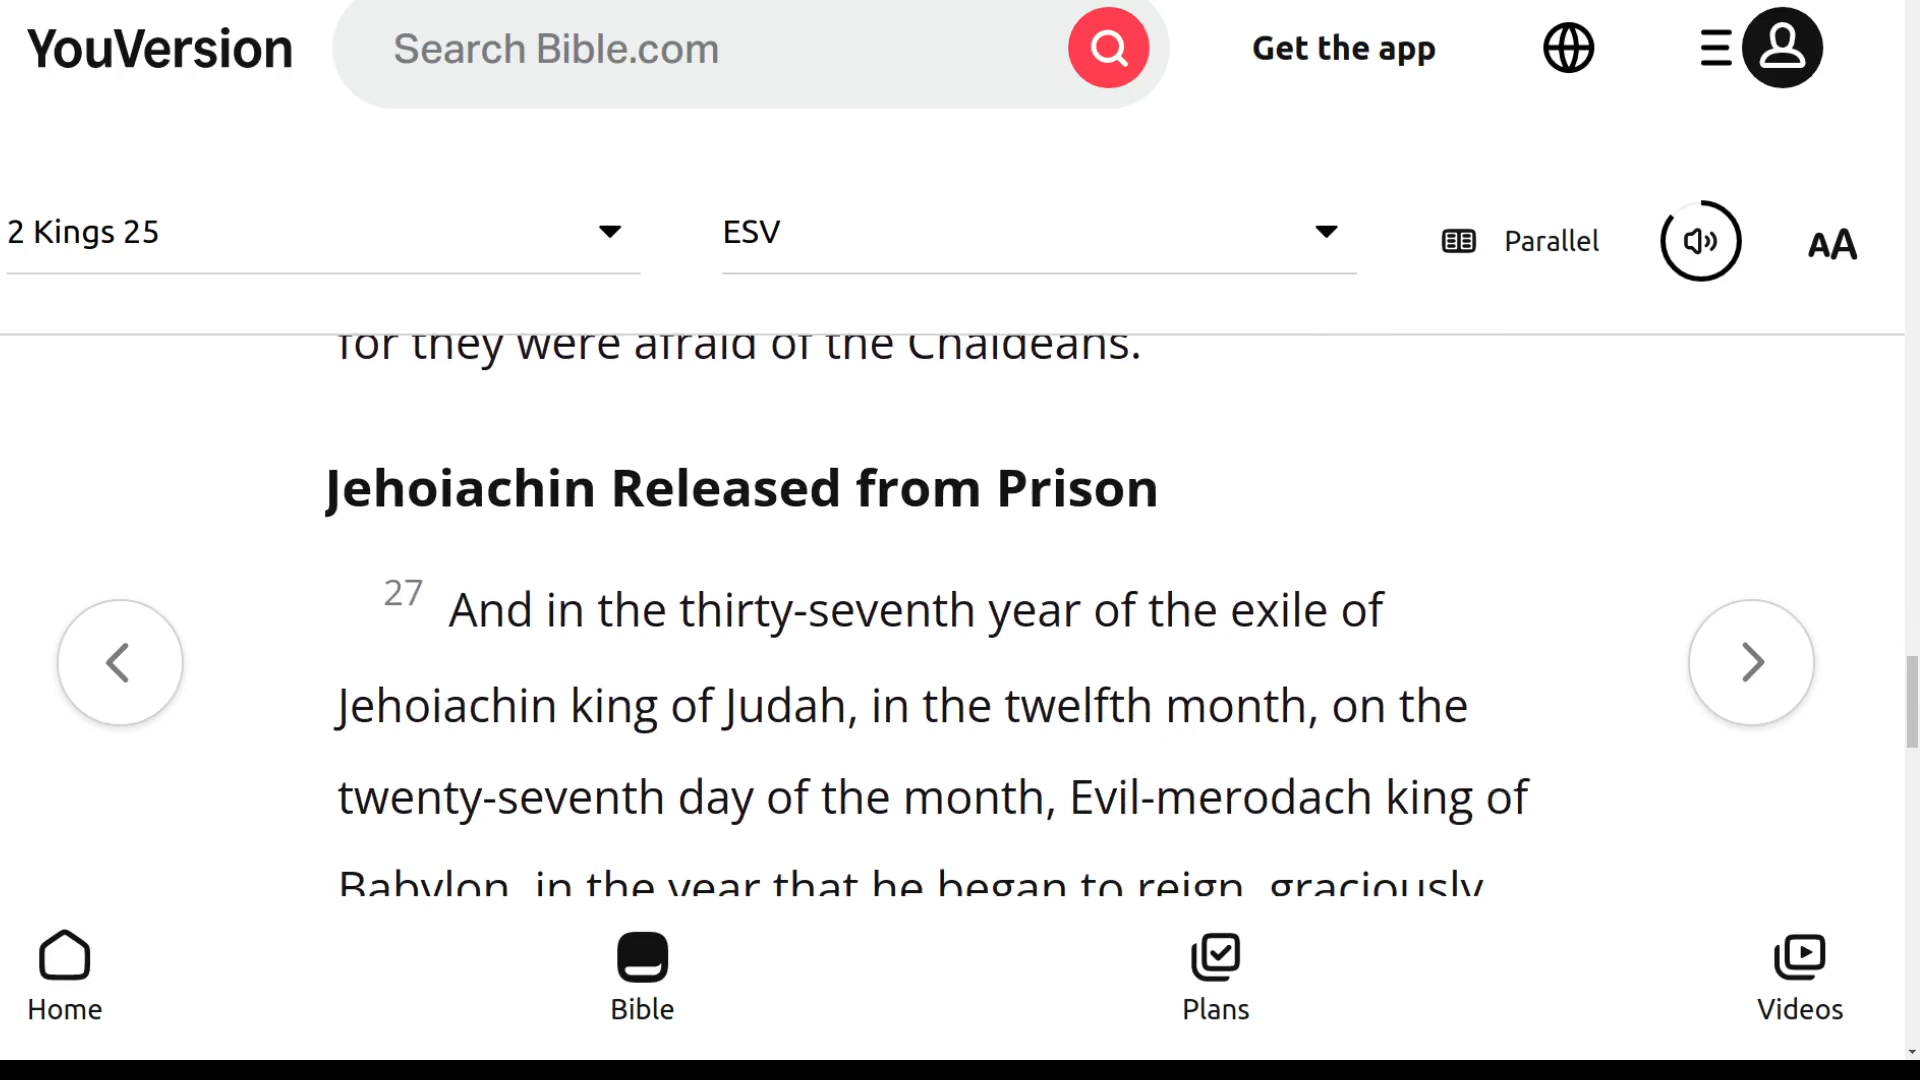 YouVersion
Search Bible.com
Get the app
2 Kings 25
ESV
Parallel
AA
for they were afraid of the Chaldeans.
Jehoiachin Released from Prison
27 And in the thirty-seventh year of the exile of
Jehoiachin king of Judah, in the twelfth month, on the
twenty-seventh day of the month, Evil-merodach king of
Babylon, in the year that he began to reign, graciously
Home
Bible
Plans
Videos